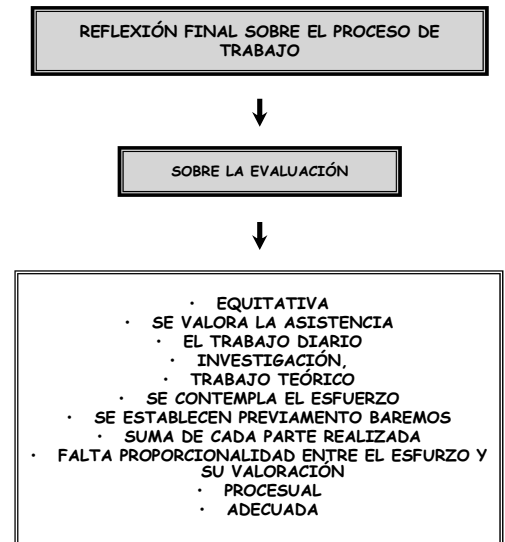 REFLEXIÓN FINAL SOBRE EL PROCESO DE
TRABAJO
SOBRE LA EVALUACIÓN
· EQUITATIVA
· SE VALORA LA ASISTENCIA
· EL TRABAJO DIARIO
· INVESTIGACIÓN,
· TRABAJO TEÓRICO
· SE CONTEMPLA EL ESFUERZO
· SE ESTABLECEN PREVIAMENTO BAREMOS
· SUMA DE CADA PARTE REALIZADA
· FALTA PROPORCIONALIDAD ENTRE EL ESFURZO Y
SU VALORACIÓN
· PROCESUAL
· ADECUADA